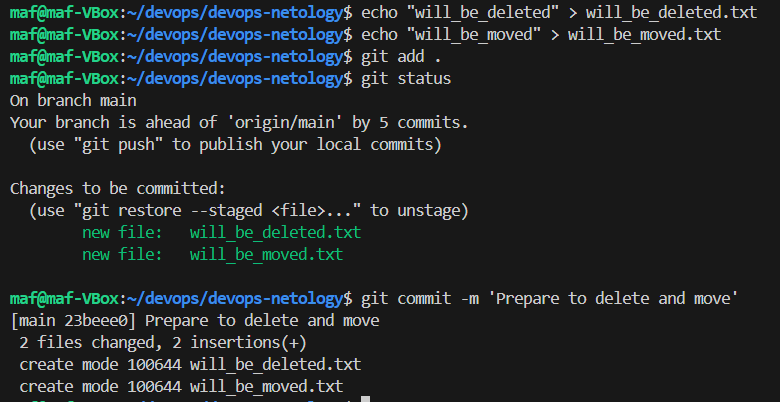 maf@maf-VBox:~/devops/devops-netology$ echo "will_be_deleted" > will_be_deleted.txt
maf@maf-VBox:~/devops/devops-netology$ echo "will_be_moved" > will_be_moved.txt
maf@maf-VBox:~/devops/devops-netology$ git add .
maf@maf-VBox:~/devops/devops-netology$ git status
On branch main
Your branch is ahead of 'origin/main' by 5 commits.
  (use "git push" to publish your local commits)

Changes to be committed:
  (use "git restore --staged <file>..." to unstage)
        new file:   will_be_deleted.txt
        new file:   will_be_moved.txt

maf@maf-VBox:~/devops/devops-netology$ git commit -m 'Prepare to delete and move'
[main 23beee0] Prepare to delete and move
 2 files changed, 2 insertions(+)
 create mode 100644 will_be_deleted.txt
 create mode 100644 will_be_moved.txt